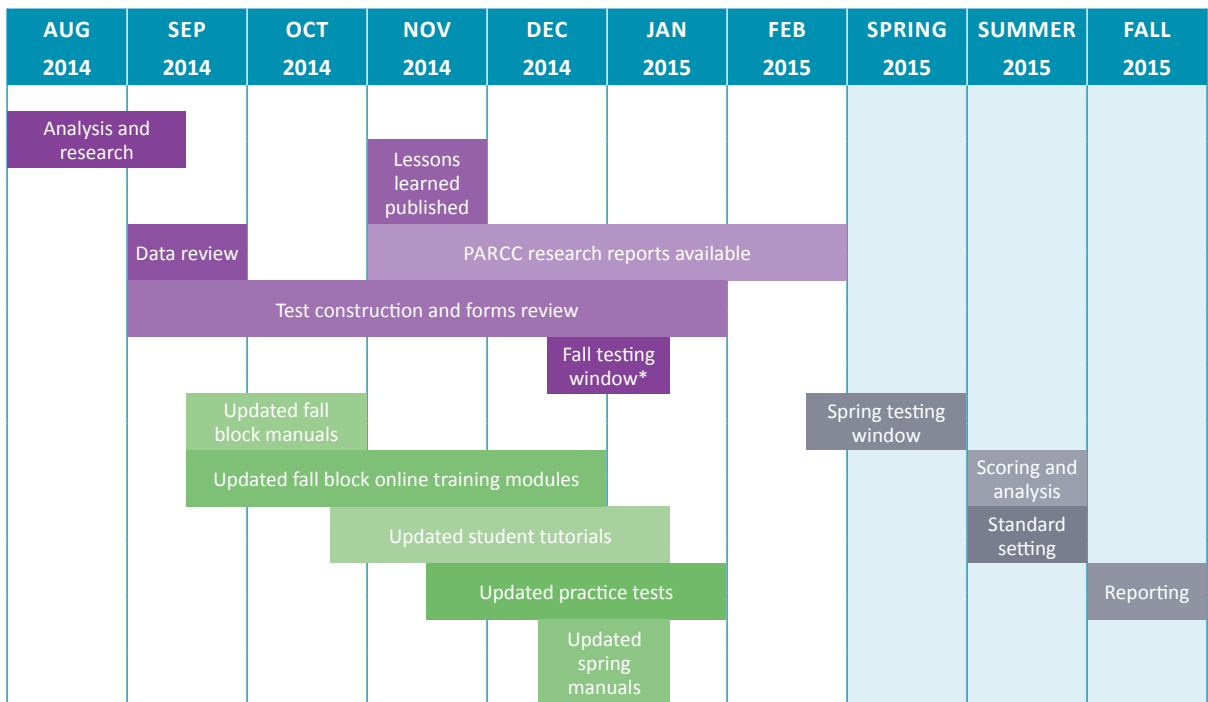 AUG SEP OCT NOV DEC JAN FEB SPRING SUMMER FALL
2014 2014 2014 2014 2014 2015 2015 2015 2015 2015
Analysis and
research
Lessons
learned
published
Data review
PARCC research reports available
Test construction and forms review
Fall testing
window*
Updated fall
block manuals
Spring testing
window
Updated fall block online training modules
Scoring and
analysis
Updated student tutorials
Standard
setting
Updated practice tests
Reporting
Updated
spring
manuals